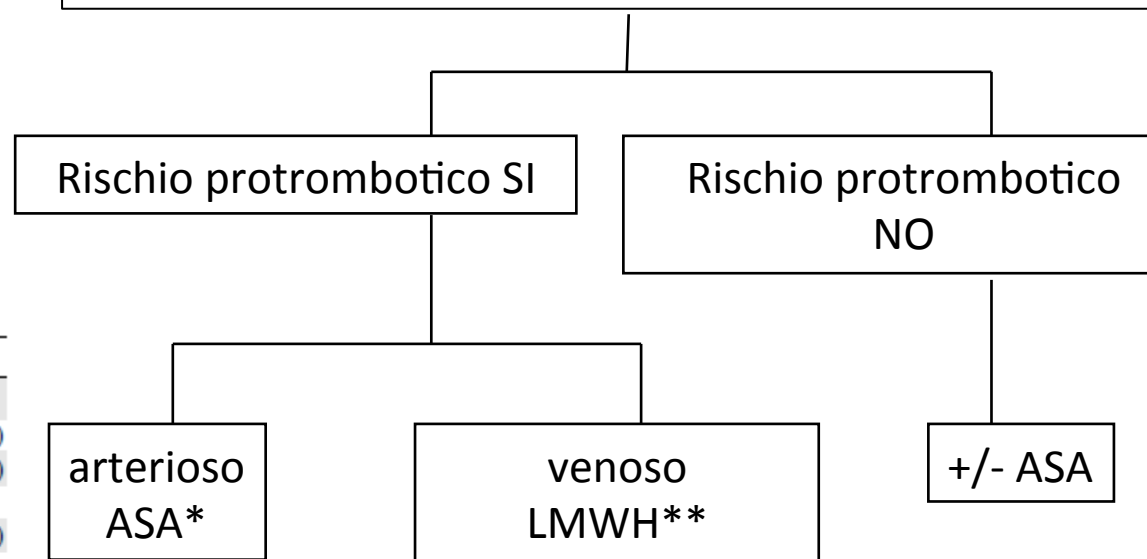 Rischio protrombotico SI
Rischio protrombotico
NO
arterioso
ASA*
venoso
LMWH**
+/- ASA
)
)
)